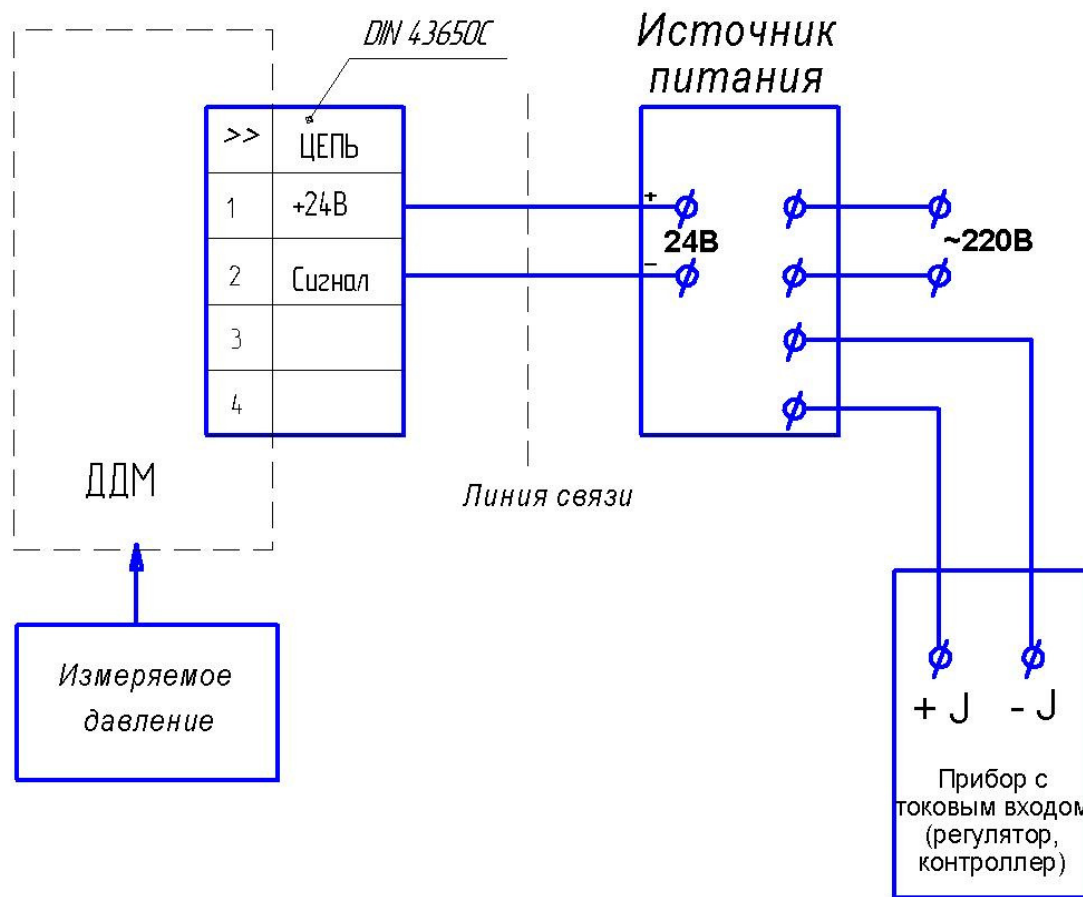 DIN 43650C
Источник
питания
>> ЦЕПЬ
1 +24В
2 Сигнал
3
4
+
24В
−
~220В
ДДМ
Линия связи
Измеряемое
давление
+ J - J
Прибор с
токовым входом
(регулятор,
контроллер)